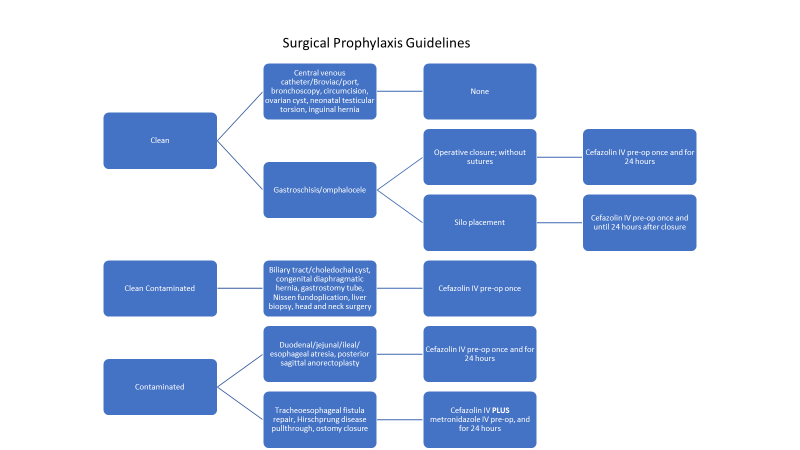 Surgical Prophylaxis Guidelines
Central venous
catheter/Broviac/port,
bronchoscopy, circumcision,
ovarian cyst, neonatal testicular
torsion, inguinal hernia
None
Clean
Operative closure; without
sutures
Cefazolin IV pre-op once and for
24 hours
Gastroschisis/omphalocele
Silo placement
Cefazolin IV pre-op once and
until 24 hours after closure
Clean Contaminated
Biliary tract/choledochal cyst,
congenital diaphragmatic
hernia, gastrostomy tube,
Nissen fundoplication, liver
biopsy, head and neck surgery
Cefazolin IV pre-op once
Duodenal/jejunal/ileal/
esophageal atresia, posterior
sagittal anorectoplasty
Cefazolin IV pre-op once and for
24 hours
Contaminated
Tracheoesophageal fistula
repair, Hirschprung disease
pullthrough, ostomy closure
Cefazolin IV PLUS
metronidazole IV pre-op, and
for 24 hours